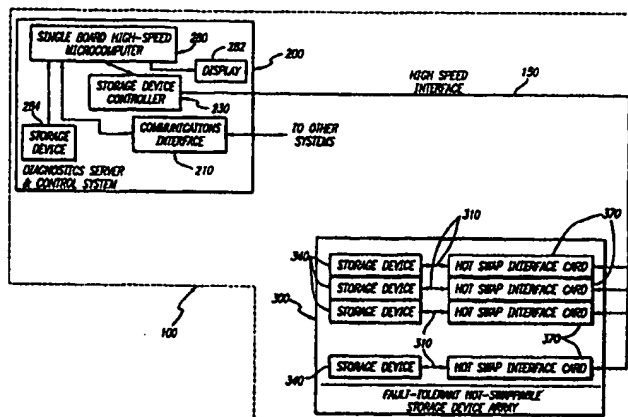 SINGLE BOARD HIGH-SPEED
MICROCOMPUTER
280
282
DISPLAY
200
STORAGE DEVICE
CONTROLLER
230
HIGH SPEED
INTERFACE
190
284
STORAGE
DEVICE
COMMUNICATIONS
INTERFACE
210
TO OTHER
SYSTEMS
DIAGNOSTICS SERVER
& CONTROL SYSTEM
310
370
340
STORAGE DEVICE
HOT SWAP INTERFACE CARD
STORAGE DEVICE
HOT SWAP INTERFACE CARD
300
STORAGE DEVICE
HOT SWAP INTERFACE CARD
100
310
370
340
STORAGE DEVICE
HOT SWAP INTERFACE CARD
FAULT-TOLERANT HOT-SWAPPABLE
STORAGE DEVICE ARRAY